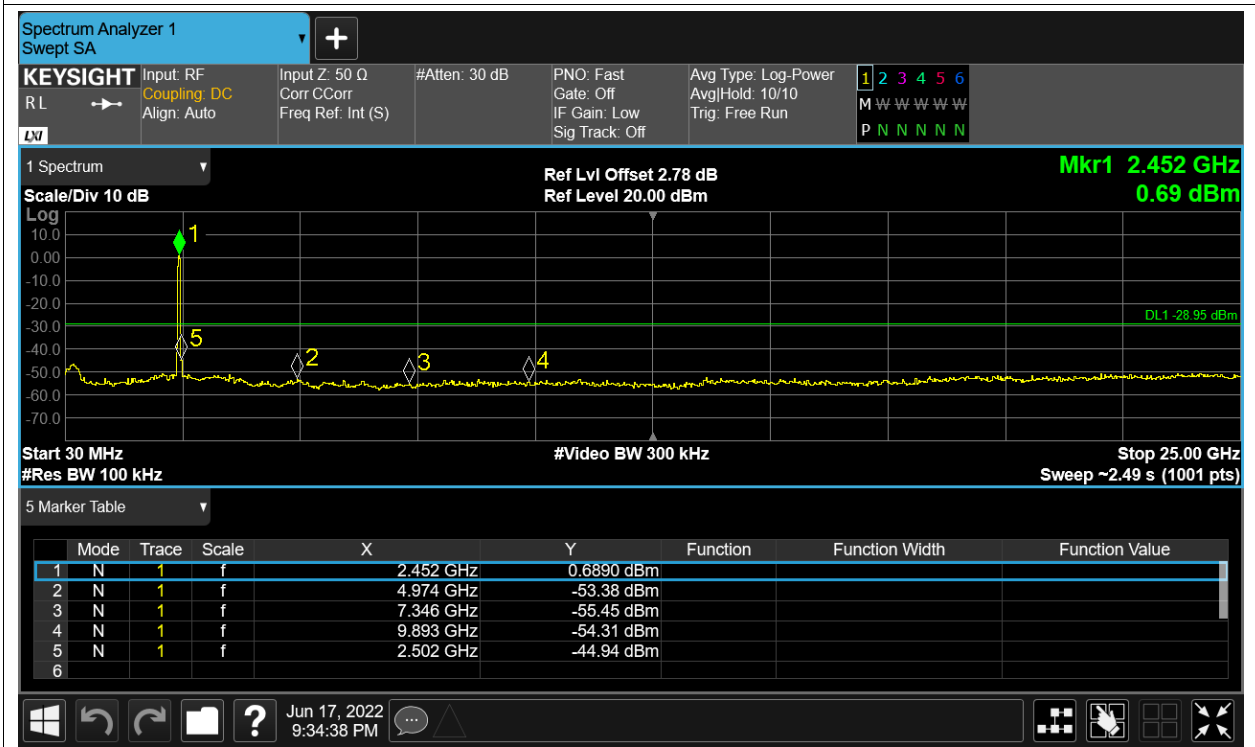 Spectrum Analyzer 1
Swept SA
+
KEYSIGHT Input: RF Input Z: 50 Ω #Atten: 30 dB PNO: Fast Avg Type: Log-Power 1 2 3 4 5 6
R L Coupling: DC Corr CCorr Gate: Off Avg|Hold: 10/10 M W W W W W
Align: Auto Freq Ref: Int (S) IF Gain: Low Trig: Free Run
LXI Sig Track: Off P N N N N N
1 Spectrum Ref Lvl Offset 2.78 dB Mkr1 2.452 GHz
Scale/Div 10 dB Ref Level 20.00 dBm 0.69 dBm
Log
10.0 1
0.00
-10.0
-20.0
DL1 -28.95 dBm
-30.0
5
-40.0
2 3 4
-50.0
-60.0
-70.0
Start 30 MHz #Video BW 300 kHz Stop 25.00 GHz
#Res BW 100 kHz Sweep ~2.49 s (1001 pts)
5 Marker Table
Mode Trace Scale X Y Function Function Width Function Value
1 N 1 f 2.452 GHz 0.6890 dBm
2 N 1 f 4.974 GHz -53.38 dBm
3 N 1 f 7.346 GHz -55.45 dBm
4 N 1 f 9.893 GHz -54.31 dBm
5 N 1 f 2.502 GHz -44.94 dBm
6
? Jun 17, 2022
9:34:38 PM